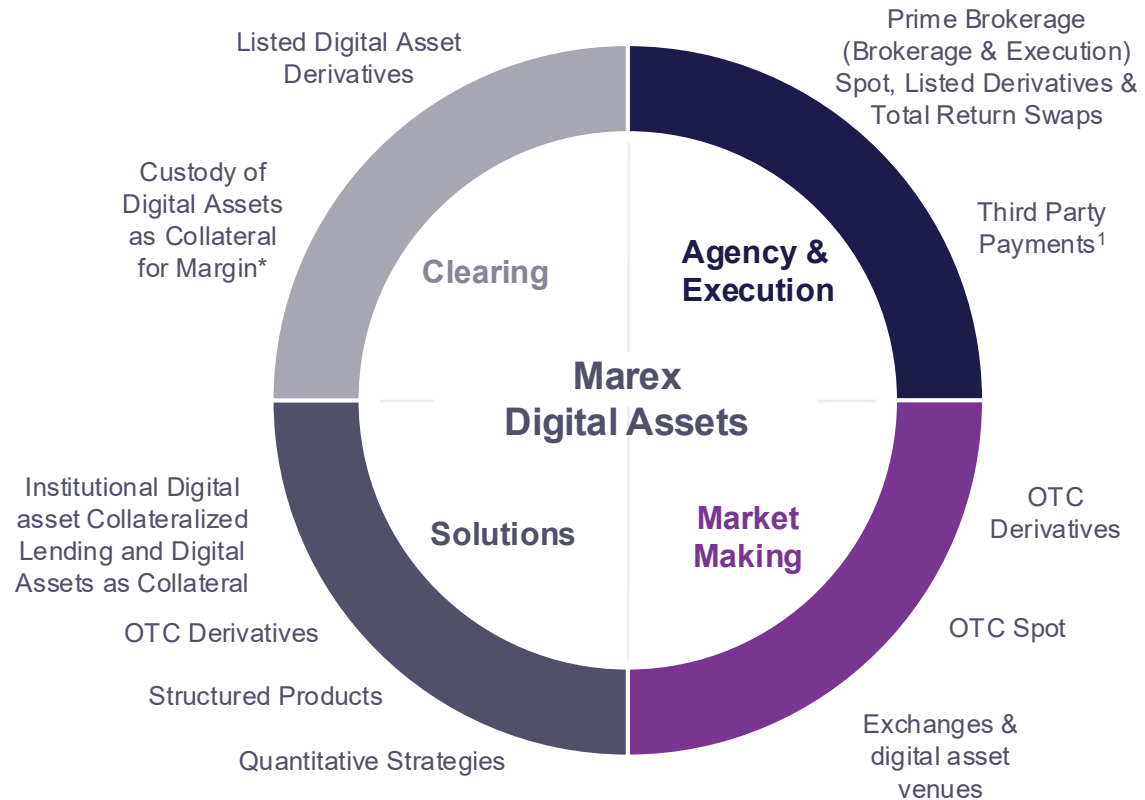 Listed Digital Asset
Derivatives
Prime Brokerage
(Brokerage & Execution)
Spot, Listed Derivatives &
Total Return Swaps
Custody of
Digital Assets
as Collateral
for Margin*
Third Party
Payments¹
Clearing
Agency &
Execution
Marex
Digital Assets
Solutions
Market
Making
Institutional Digital
asset Collateralized
Lending and Digital
Assets as Collateral
OTC Derivatives
Structured Products
Quantitative Strategies
OTC
Derivatives
OTC Spot
Exchanges &
digital asset
venues